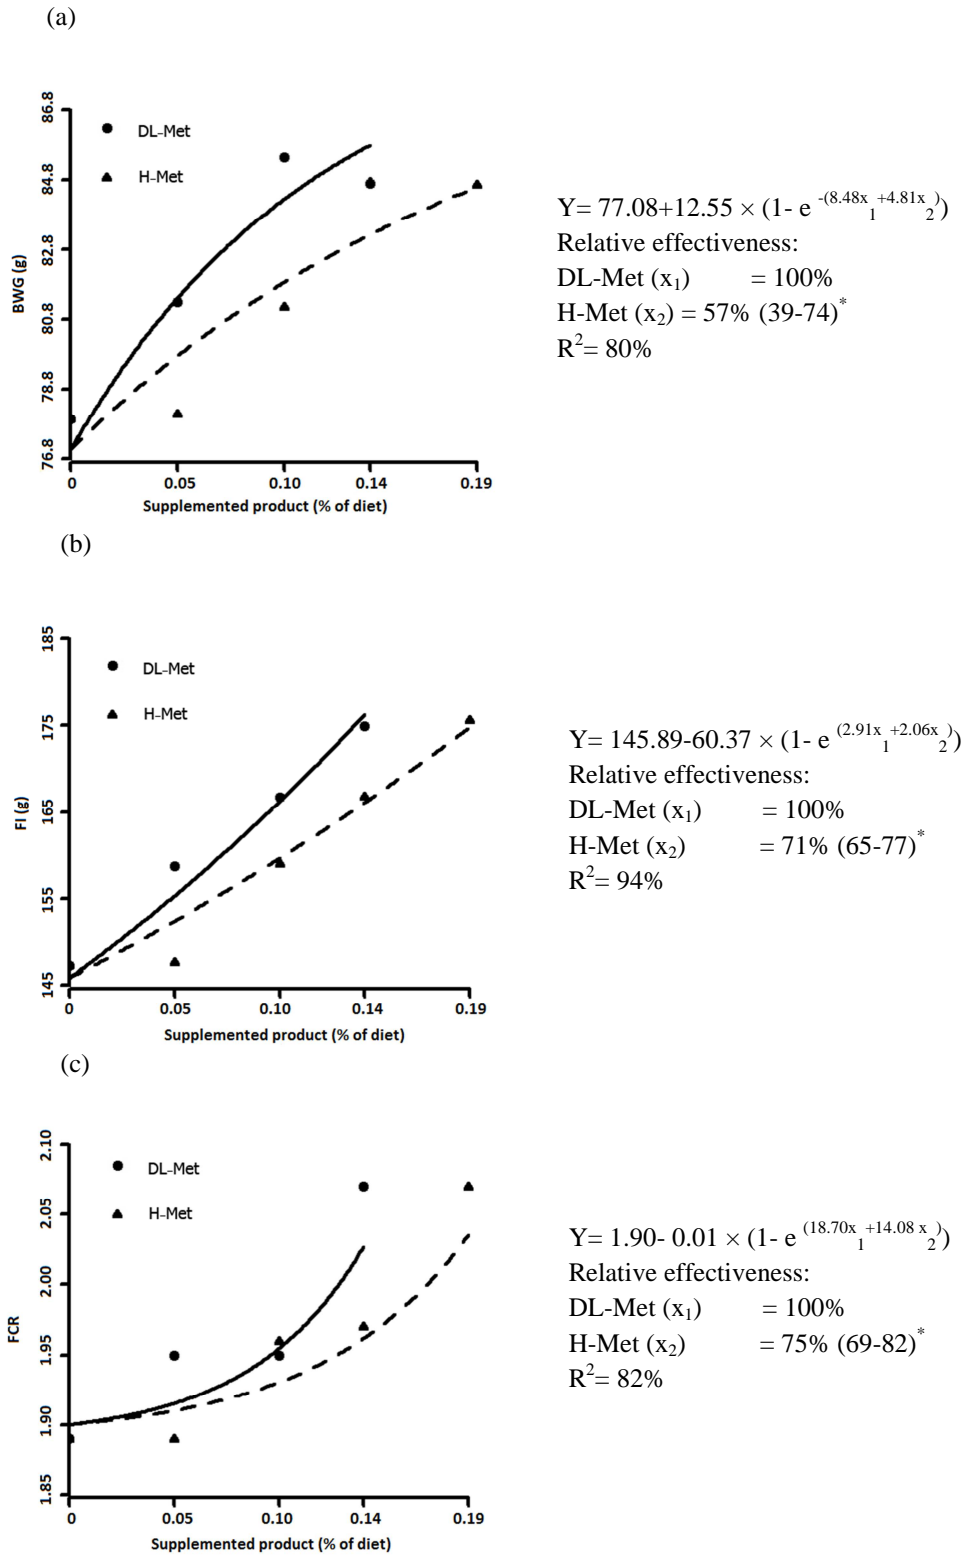 (a)
86.8
84.8
82.8
80.8
78.8
76.8
BWG (g)
DL-Met
H-Met
0 0.05 0.10 0.14 0.19
Supplemented product (% of diet)
Y= 77.08+12.55 × (1- e -(8.48x1+4.81x2))
Relative effectiveness:
DL-Met (x1) = 100%
H-Met (x2) = 57% (39-74)*
R2= 80%
(b)
185
175
165
155
145
FI (g)
DL-Met
H-Met
0 0.05 0.10 0.14 0.19
Supplemented product (% of diet)
Y= 145.89-60.37 × (1- e (2.91x1+2.06x2))
Relative effectiveness:
DL-Met (x1) = 100%
H-Met (x2) = 71% (65-77)*
R2= 94%
(c)
2.10
2.05
2.00
1.95
1.90
1.85
FCR
DL-Met
H-Met
0 0.05 0.10 0.14 0.19
Supplemented product (% of diet)
Y= 1.90- 0.01 × (1- e (18.70x1+14.08 x2))
Relative effectiveness:
DL-Met (x1) = 100%
H-Met (x2) = 75% (69-82)*
R2= 82%